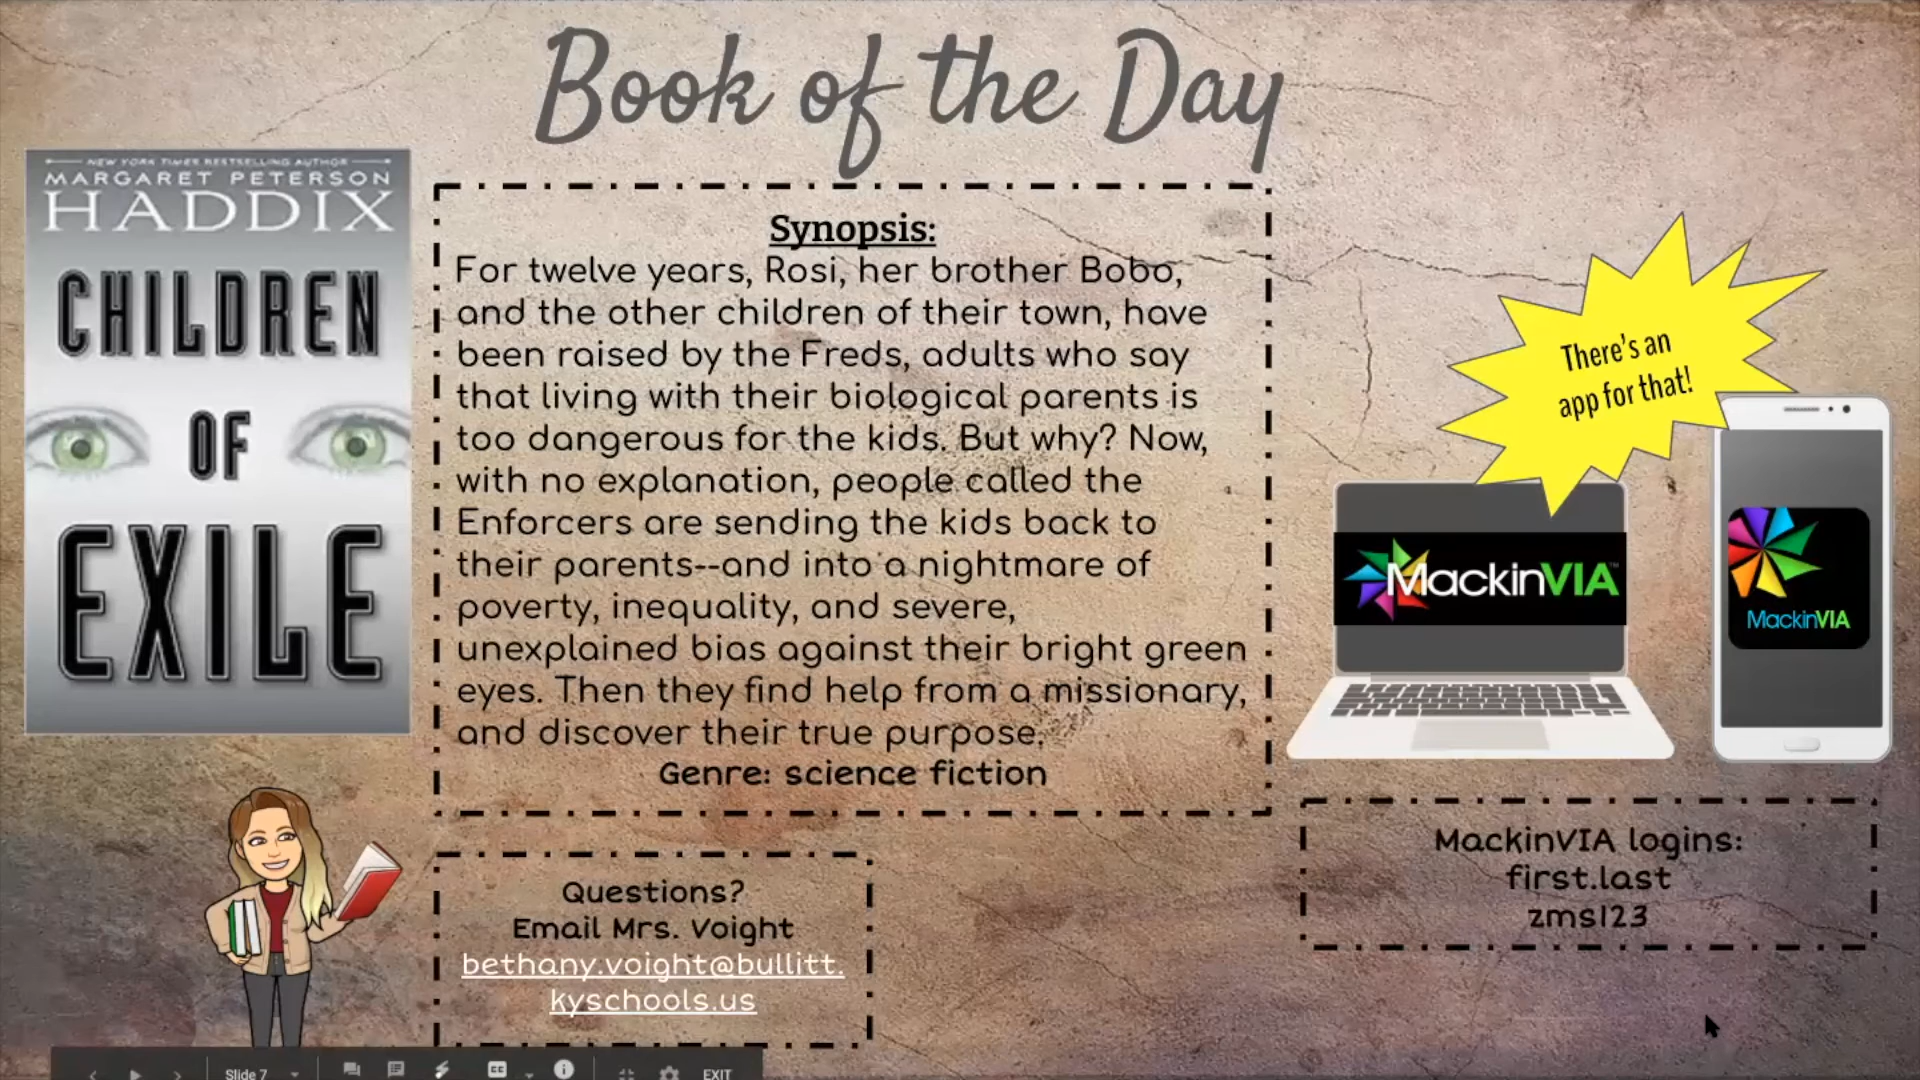 Book of the Day
NEW YORK TIMES BESTSELLING AUTHOR
MARGARET PETERSON
HADDIX
CHILDREN
OF
EXILE
Synopsis:
For twelve years, Rosi, her brother Bobo,
and the other children of their town, have
been raised by the Freds, adults who say
that living with their biological parents is
too dangerous for the kids. But why? Now,
with no explanation, people called the
Enforcers are sending the kids back to
their parents--and into a nightmare of
poverty, inequality, and severe,
unexplained bias against their bright green
eyes. Then they find help from a missionary,
and discover their true purpose.
Genre: science fiction
There's an
app for that!
MackinVIA™
MackinVIA
MackinVIA logins:
first.last
zms123
Questions?
Email Mrs. Voight
bethany.voight@bullitt.
kyschools.us
Slide 7
CC
EXIT